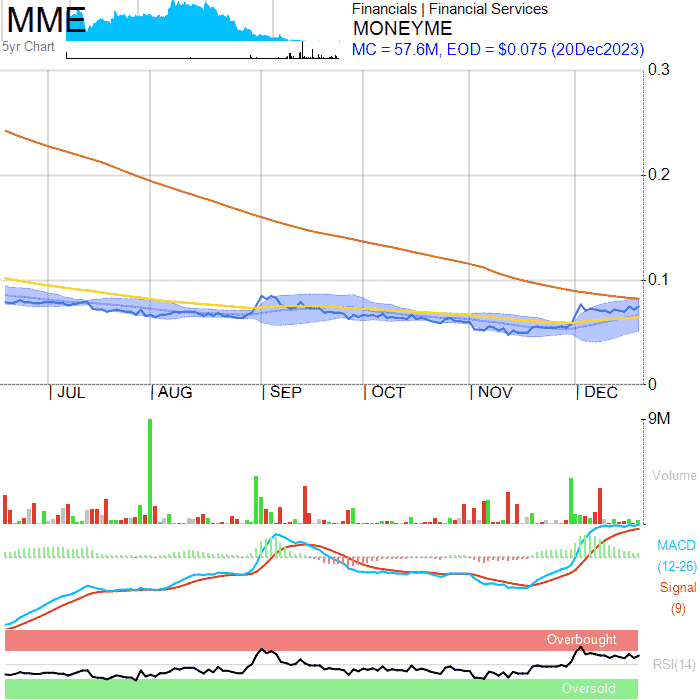 MME
5yr Chart
Financials | Financial Services
MONEYME
MC = 57.6M, EOD = $0.075 (20Dec2023)
0.3
0.2
0.1
0
| JUL | AUG | SEP | OCT | NOV | DEC
9M
Volume
MACD
(12-26)
Signal
(9)
Overbought
RSI(14)
Oversold